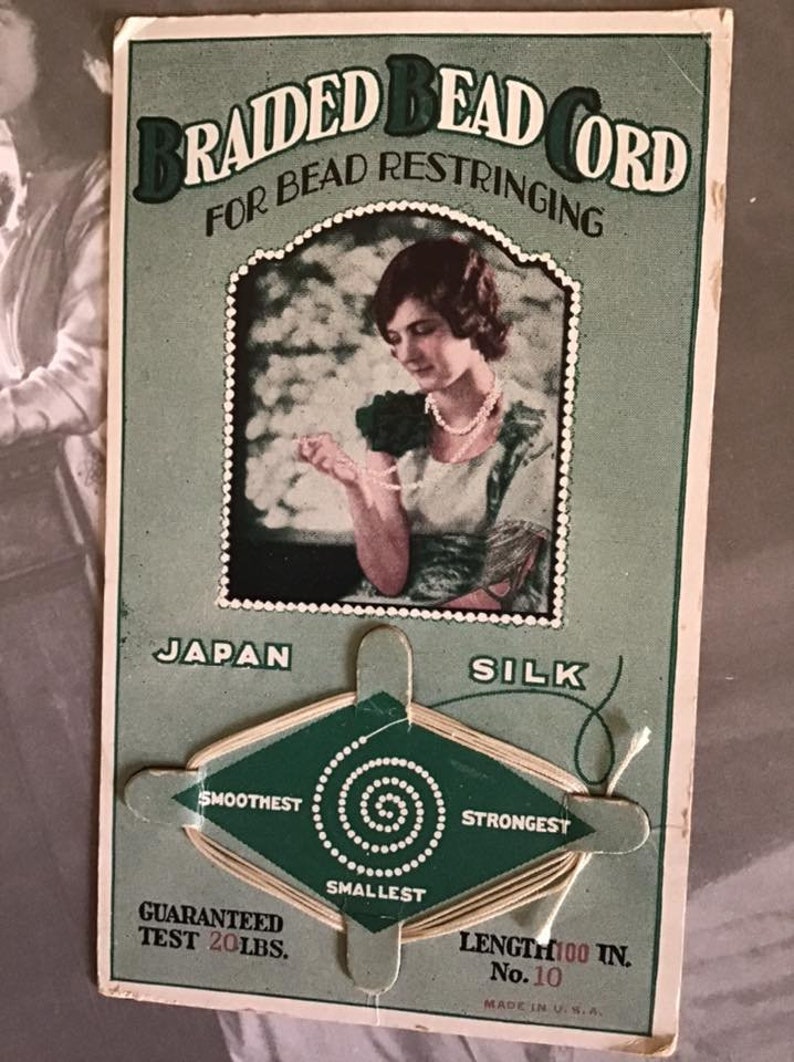 BRAIDED BEAD CORD
FOR BEAD RESTRINGING
JAPAN SILK
SMOOTHEST
STRONGEST
SMALLEST
GUARANTEED
TEST 20 LBS.
LENGTH 100 IN.
No. 10
MADE IN U.S.A.